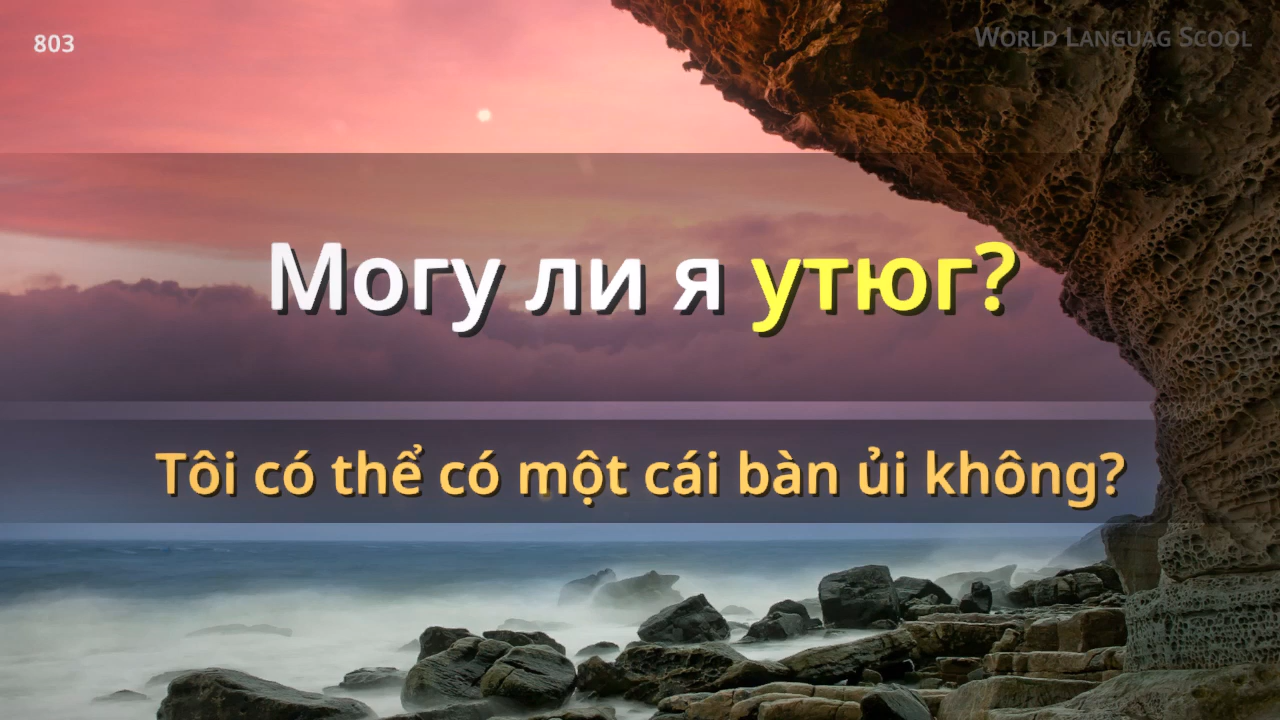 803
World Languag Scool
Могу ли я утюг?
Tôi có thể có một cái bàn ủi không?